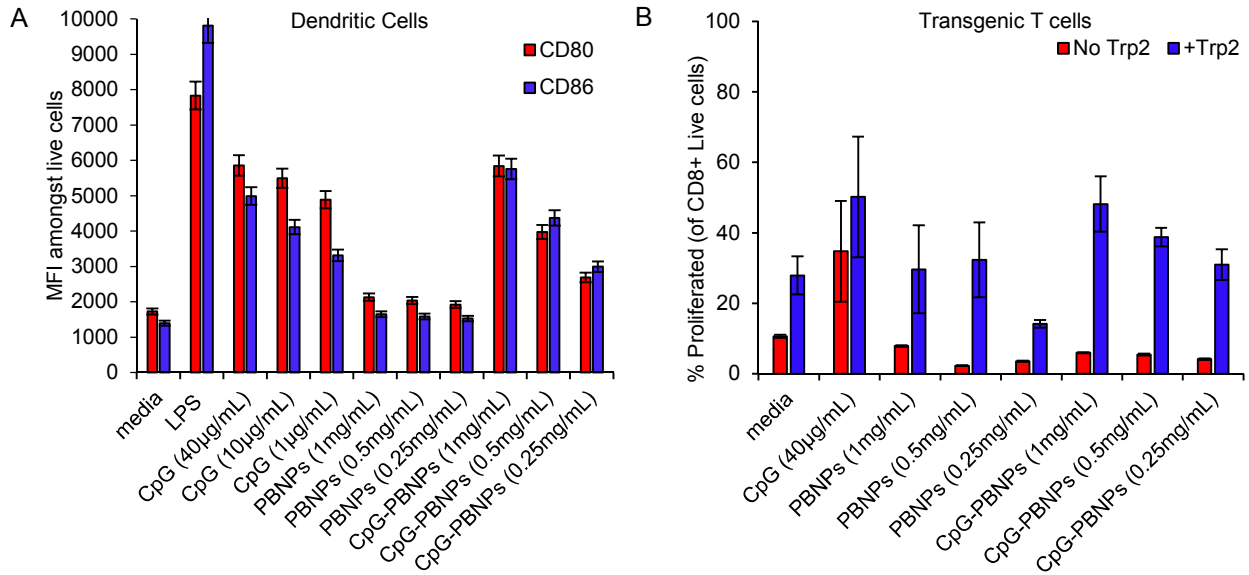 A
Dendritic Cells
CD80
CD86
MFI amongst live cells
10000
9000
8000
7000
6000
5000
4000
3000
2000
1000
0
media
LPS
CpG (40µg/mL)
CpG (10µg/mL)
CpG (1µg/mL)
PBNPs (1mg/mL)
PBNPs (0.5mg/mL)
PBNPs (0.25mg/mL)
CpG-PBNPs (1mg/mL)
CpG-PBNPs (0.5mg/mL)
CpG-PBNPs (0.25mg/mL)
B
Transgenic T cells
No Trp2
+Trp2
% Proliferated (of CD8+ Live cells)
100
80
60
40
20
0
media
CpG (40µg/mL)
PBNPs (1mg/mL)
PBNPs (0.5mg/mL)
PBNPs (0.25mg/mL)
CpG-PBNPs (1mg/mL)
CpG-PBNPs (0.5mg/mL)
CpG-PBNPs (0.25mg/mL)